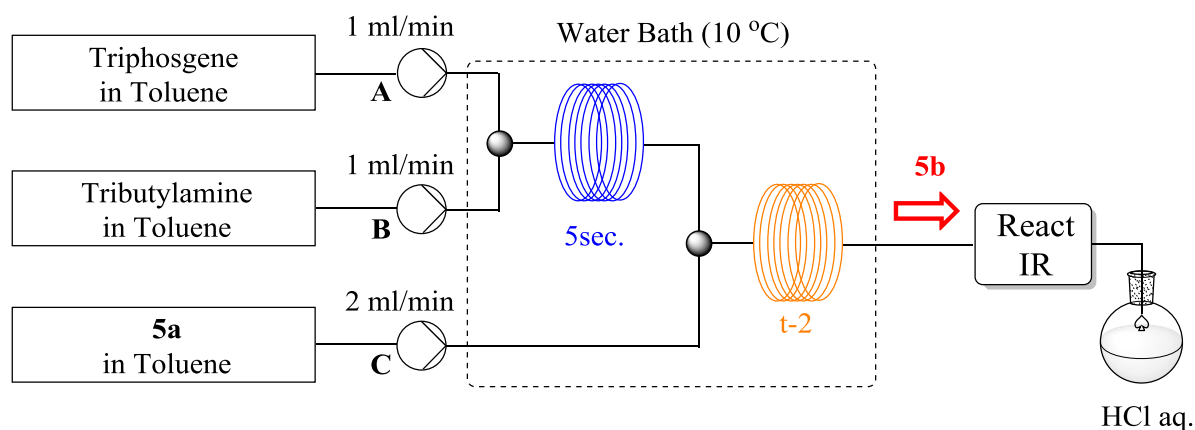 1 ml/min
Water Bath (10 °C)
Triphosgene
in Toluene
A
1 ml/min
Tributylamine
in Toluene
B
5sec.
5b
React
IR
2 ml/min
5a
in Toluene
C
t-2
HCl aq.